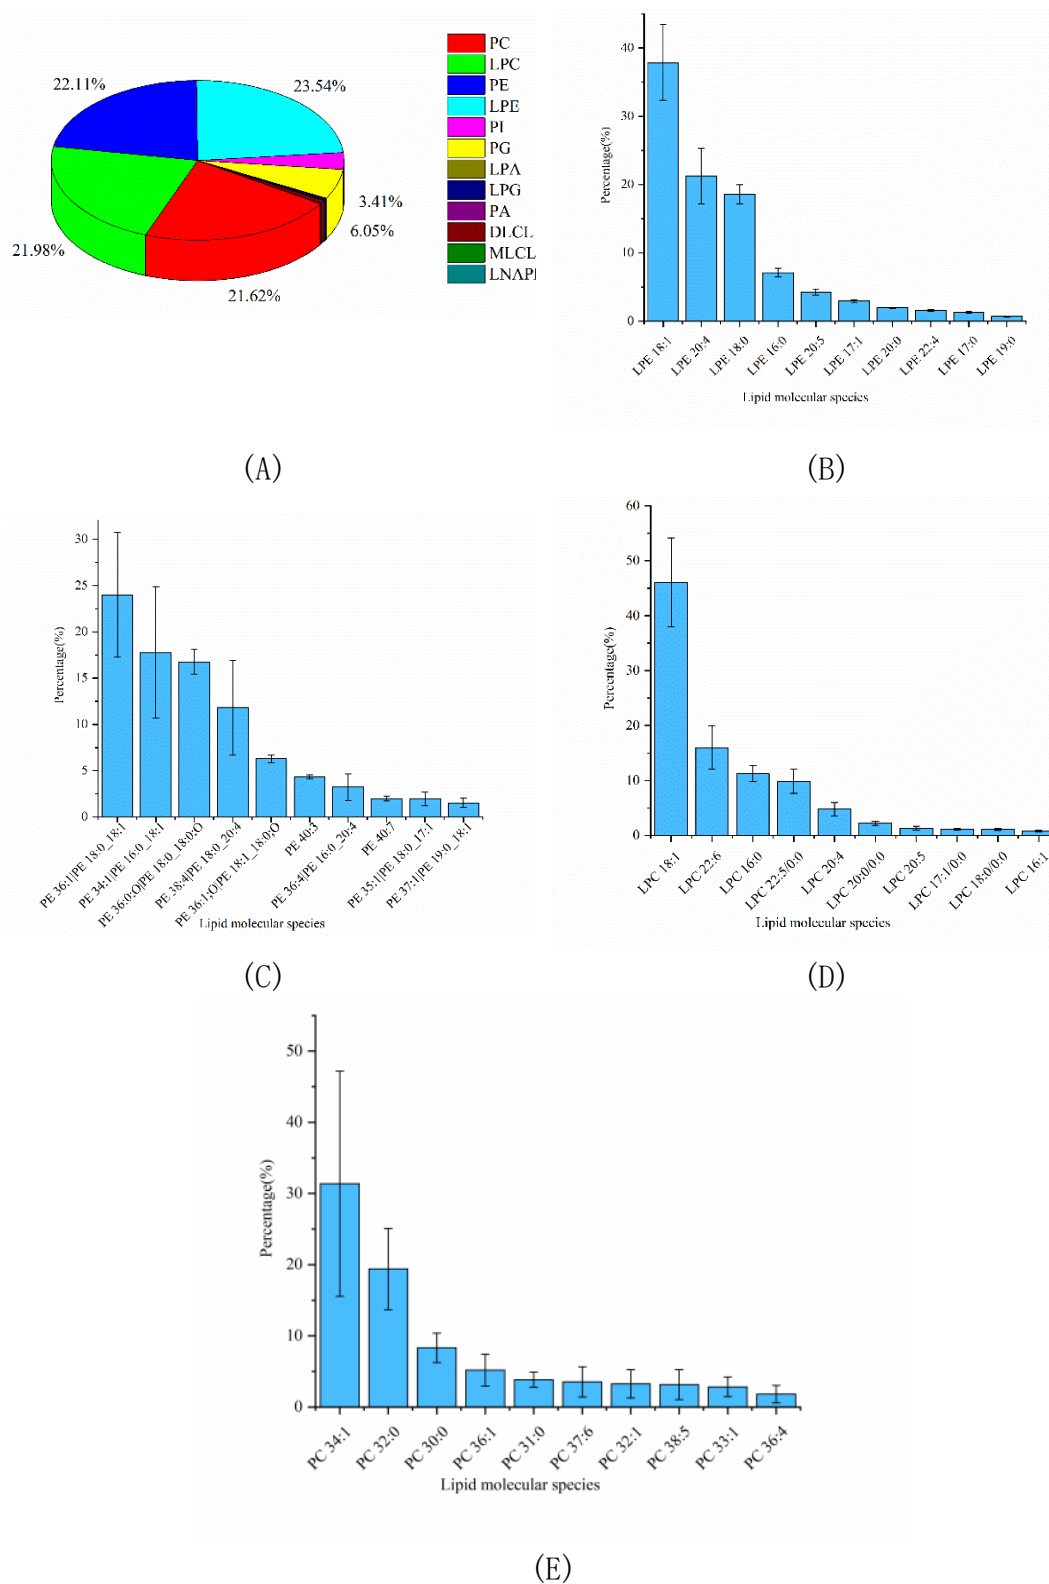 22.11%
23.54%
3.41%
6.05%
21.98%
21.62%
PC
LPC
PE
LPE
PI
PG
LPA
LPG
PA
DLCL
MLCL
(A)
Percentage(%)
40
30
20
10
0
LPE 18:1
LPE 20:4
LPE 18:0
LPE 16:0
LPE 20:5
LPE 17:1
LPE 20:0
LPE 22:4
LPE 17:0
LPE 19:0
Lipid molecular species
(B)
Percentage(%)
30
25
20
15
10
5
0
PE 36:1|PE 18:0_18:1
PE 34:1|PE 16:0_18:1
PE 36:0;O|PE 18:0_18:0;O
PE 38:4|PE 18:0_20:4
PE 36:1;O|PE 18:1_18:0;O
PE 40:3
PE 36:4|PE 16:0_20:4
PE 40:7
PE 35:1|PE 18:0_17:1
PE 37:1|PE 19:0_18:1
Lipid molecular species
(C)
Percentage(%)
60
50
40
30
20
10
0
LPC 18:1
LPC 22:6
LPC 16:0
LPC 22:5/0:0
LPC 20:4
LPC 20:0/0:0
LPC 20:5
LPC 17:1/0:0
LPC 18:0/0:0
LPC 16:1
Lipid molecular species
(D)
Percentage(%)
50
40
30
20
10
0
PC 34:1
PC 32:0
PC 30:0
PC 36:1
PC 31:0
PC 37:6
PC 32:1
PC 38:5
PC 33:1
PC 36:4
Lipid molecular species
(E)